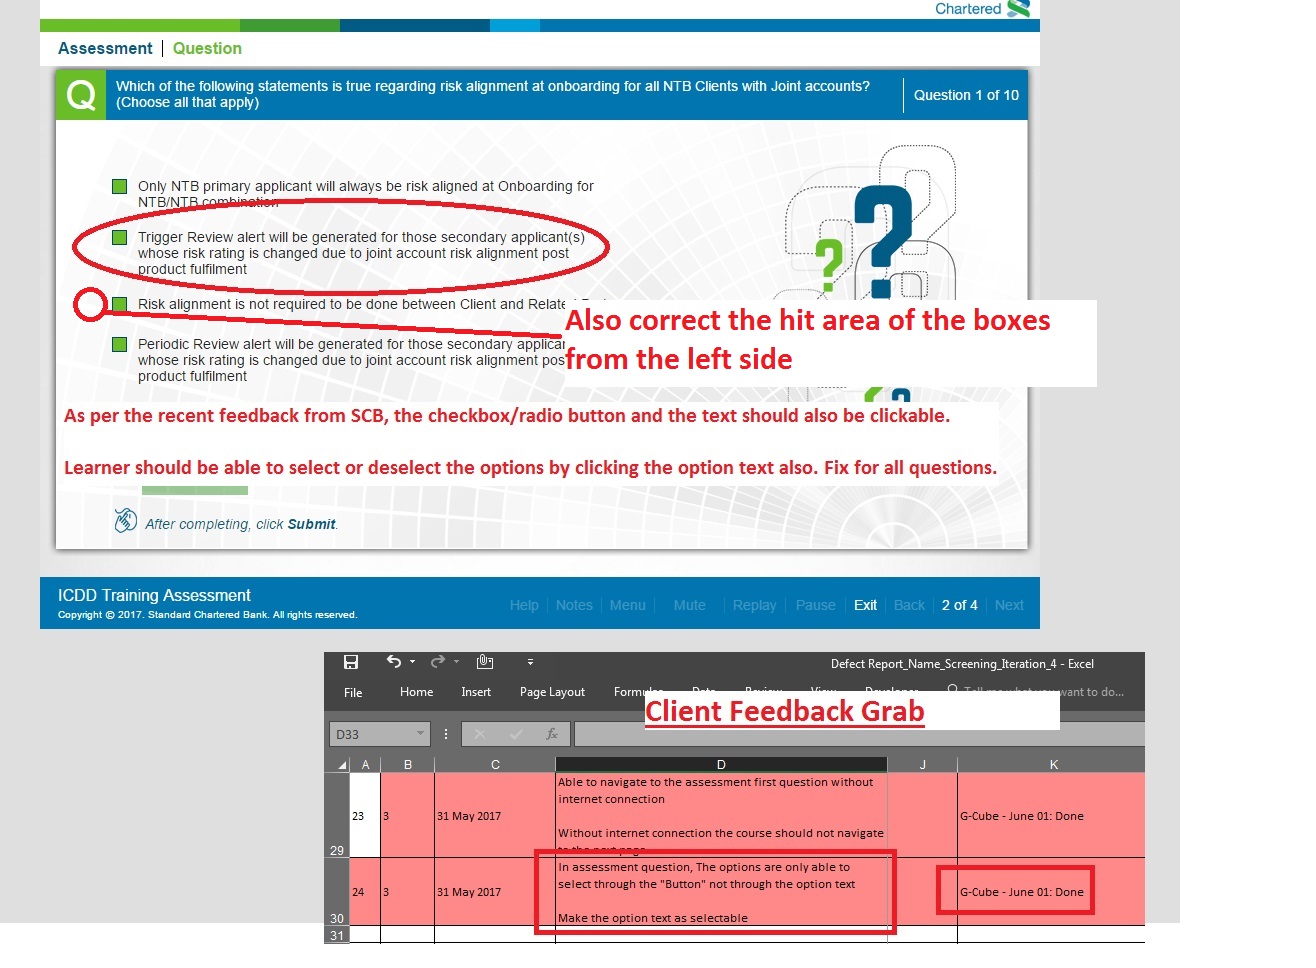 Chartered
Assessment | Question
Q
Which of the following statements is true regarding risk alignment at onboarding for all NTB Clients with Joint accounts?
(Choose all that apply)
Question 1 of 10
Only NTB primary applicant will always be risk aligned at Onboarding for
NTB/NTB combination
Trigger Review alert will be generated for those secondary applicant(s)
whose risk rating is changed due to joint account risk alignment post
product fulfilment
Risk alignment is not required to be done between Client and
Also correct the hit area of the boxes
from the left side
Periodic Review alert will be generated for those secondary
whose risk rating is changed due to joint account risk alignment
product fulfilment
As per the recent feedback from SCB, the checkbox/radio button and the text should also be clickable.
Learner should be able to select or deselect the options by clicking the option text also. Fix for all questions.
After completing, click Submit.
ICDD Training Assessment
Copyright © 2017. Standard Chartered Bank. All rights reserved.
Help | Notes | Menu | Mute | Replay | Pause | Exit | Back | 2 of 4 | Next
Defect Report_Name_Screening_Iteration_4 - Excel
File Home Insert Page Layout Formulas Data Review View Developer Tell me what you want to do...
Client Feedback Grab
D33 fx
A B C D J K
29 23 3 31 May 2017
Able to navigate to the assessment first question without
internet connection
Without internet connection the course should not navigate
to the next page
G-Cube - June 01: Done
30 24 3 31 May 2017
In assessment question, The options are only able to
select through the "Button" not through the option text
Make the option text as selectable
G-Cube - June 01: Done
31